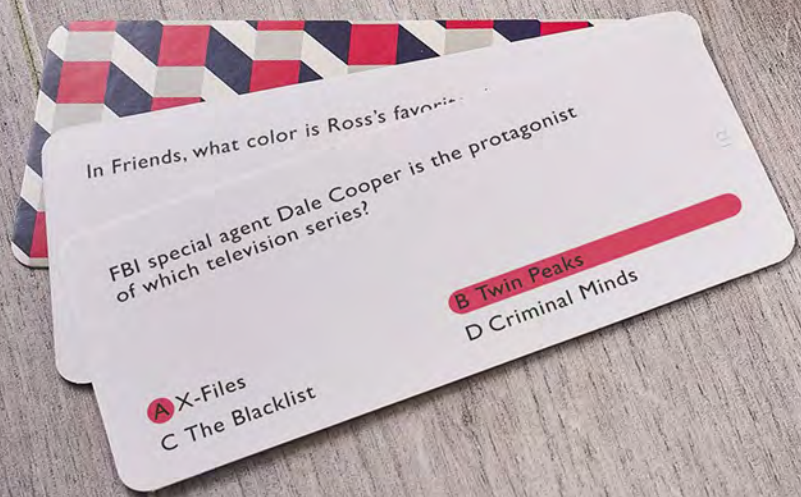 In Friends, what color is Ross's
FBI special agent Dale Cooper is the protagonist
of which television series?
A X-Files
B Twin Peaks
C The Blacklist
D Criminal Minds